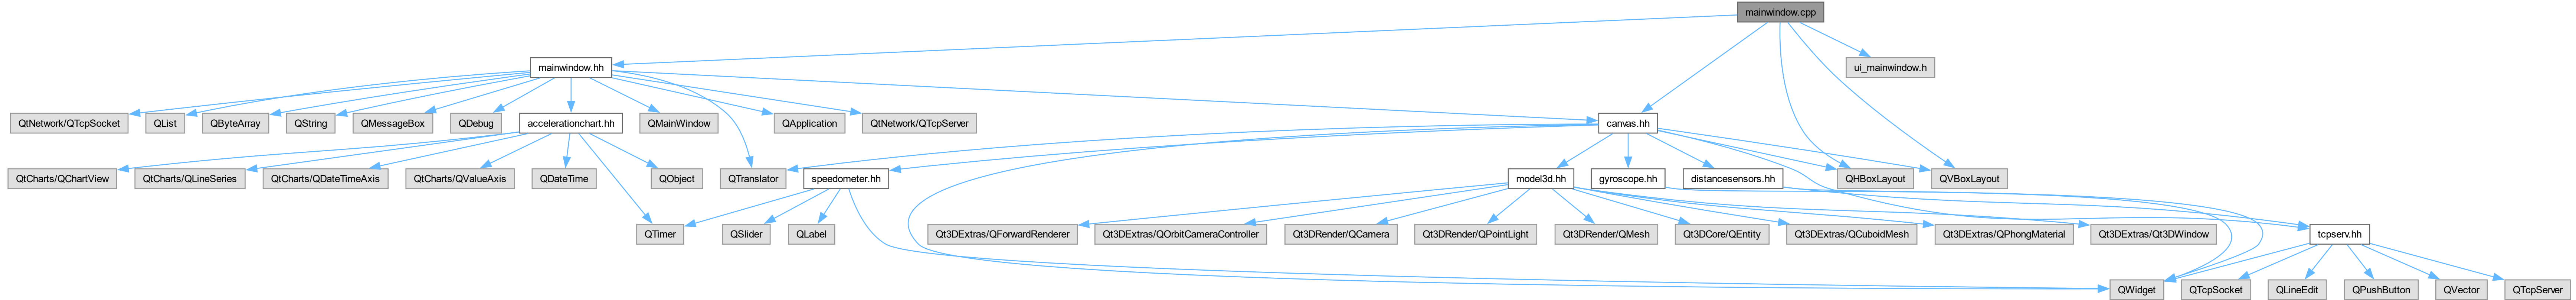 mainwindow.cpp
mainwindow.hh
ui_mainwindow.h
QtNetwork/QTcpSocket
QList
QByteArray
QString
QMessageBox
QDebug
accelerationchart.hh
QMainWindow
QApplication
QtNetwork/QTcpServer
canvas.hh
QtCharts/QChartView
QtCharts/QLineSeries
QtCharts/QDateTimeAxis
QtCharts/QValueAxis
QDateTime
QObject
QTranslator
speedometer.hh
model3d.hh
gyroscope.hh
distancesensors.hh
QHBoxLayout
QVBoxLayout
QTimer
QSlider
QLabel
Qt3DExtras/QForwardRenderer
Qt3DExtras/QOrbitCameraController
Qt3DRender/QCamera
Qt3DRender/QPointLight
Qt3DRender/QMesh
Qt3DCore/QEntity
Qt3DExtras/QCuboidMesh
Qt3DExtras/QPhongMaterial
Qt3DExtras/Qt3DWindow
tcpserv.hh
QWidget
QTcpSocket
QLineEdit
QPushButton
QVector
QTcpServer